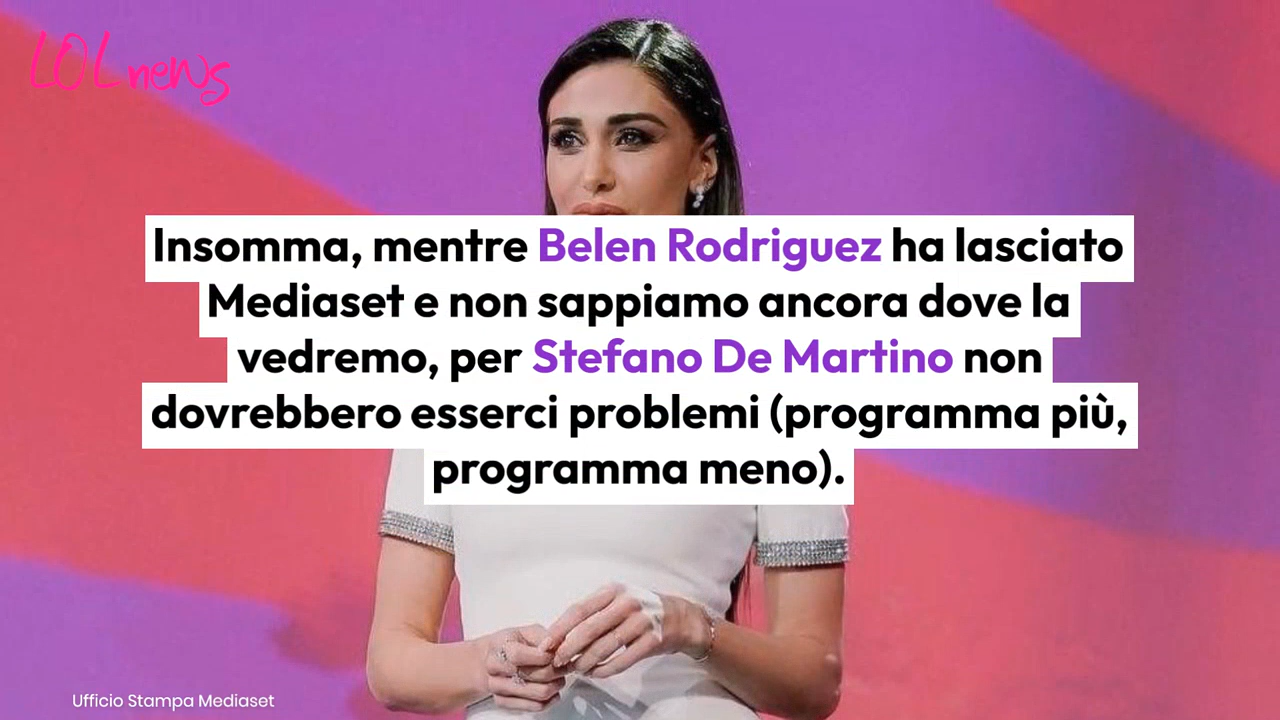 LOL news
Insomma, mentre Belen Rodriguez ha lasciato
Mediaset e non sappiamo ancora dove la
vedremo, per Stefano De Martino non
dovrebbero esserci problemi (programma più,
programma meno).
Ufficio Stampa Mediaset